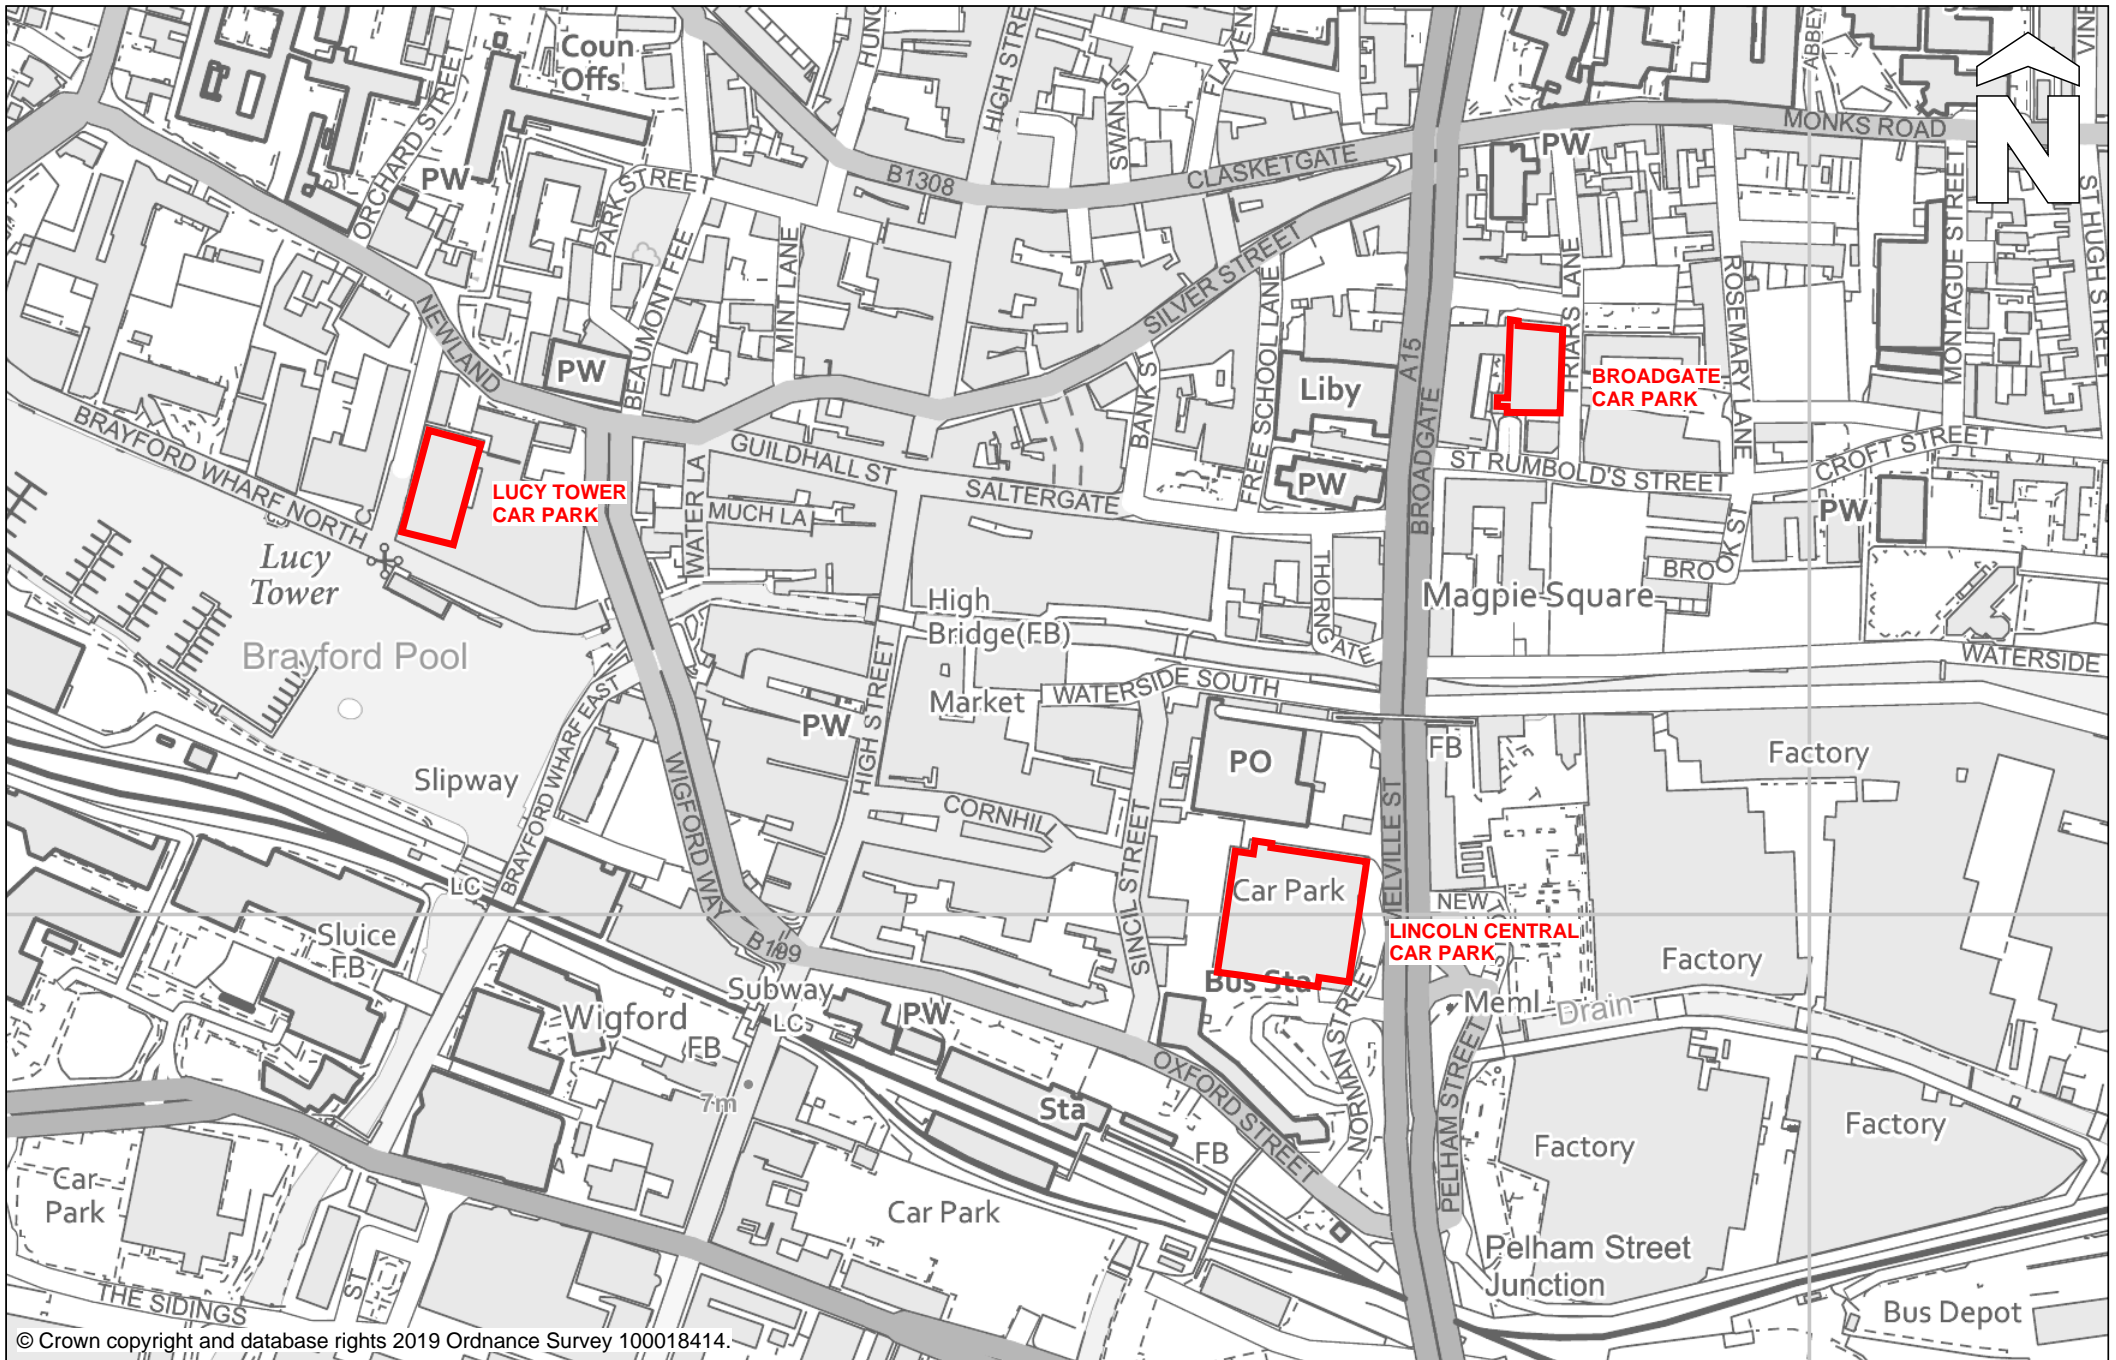 Coun
Offs
HIGH STRE
SWAN ST
ORCHARD STREET
PW
PARK STREET
B1308
CLASKETGATE
PW
MONKS ROAD
N
ST HUGH STREE
ABBEY
VINE
BEAUMONT FEE
MINT LANE
SILVER STREET
FRIARS LANE
ROSEMARY LANE
MONTAGUE STREET
NEWLAND
PW
BANK ST
FREE SCHOOL LANE
Liby
A15
BROADGATE
BROADGATE
CAR PARK
BRAYFORD WHARF NORTH
LUCY TOWER
CAR PARK
GUILDHALL ST
WATER LA
MUCH LA
SALTERGATE
PW
BROADGATE
ST RUMBOLD'S STREET
CROFT STREET
PW
Lucy
Tower
Brayford Pool
High
Bridge(FB)
THORNGATE
Magpie Square
WATERSIDE
HIGH STREET
Market
WATERSIDE SOUTH
PW
PO
FB
Factory
Slipway
BRAYFORD WHARF EAST
WIGFORD WAY
CORNHILL
SINCIL STREET
MELVILLE ST
Car Park
LC
NEW
LINCOLN CENTRAL
CAR PARK
Sluice
FB
Bus Sta
Factory
Subway
LC
PW
Wigford
FB
NORMAN STREET
Meml
Drain
7m
Sta
OXFORD STREET
FB
PELHAM STREET
Factory
Factory
Car
Park
Car Park
Pelham Street
Junction
THE SIDINGS
ST
Bus Depot
© Crown copyright and database rights 2019 Ordnance Survey 100018414.